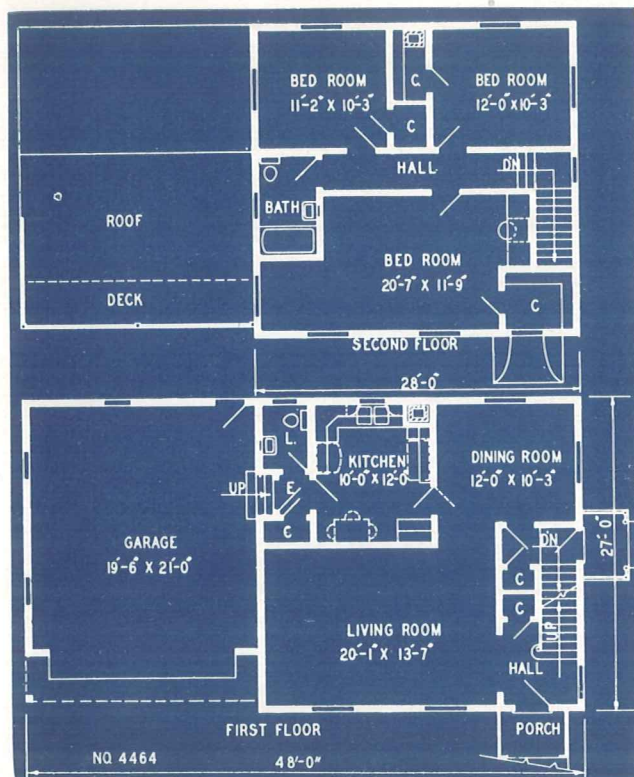 BED ROOM
11'-2" X 10'-3"
C.
BED ROOM
12'-0" X 10'-3"
C
HALL
DN
BATH
ROOF
BED ROOM
20'-7" X 11'-9"
DECK
C
SECOND FLOOR
28'-0"
L.
KITCHEN
10'-0" X 12'-0"
DINING ROOM
12'-0" X 10'-3"
UP
E
C
GARAGE
19'-6" X 21'-0"
DN
27'-0"
C
C
UP
LIVING ROOM
20'-1" X 13'-7"
HALL
FIRST FLOOR
PORCH
NO. 4464
48'-0"